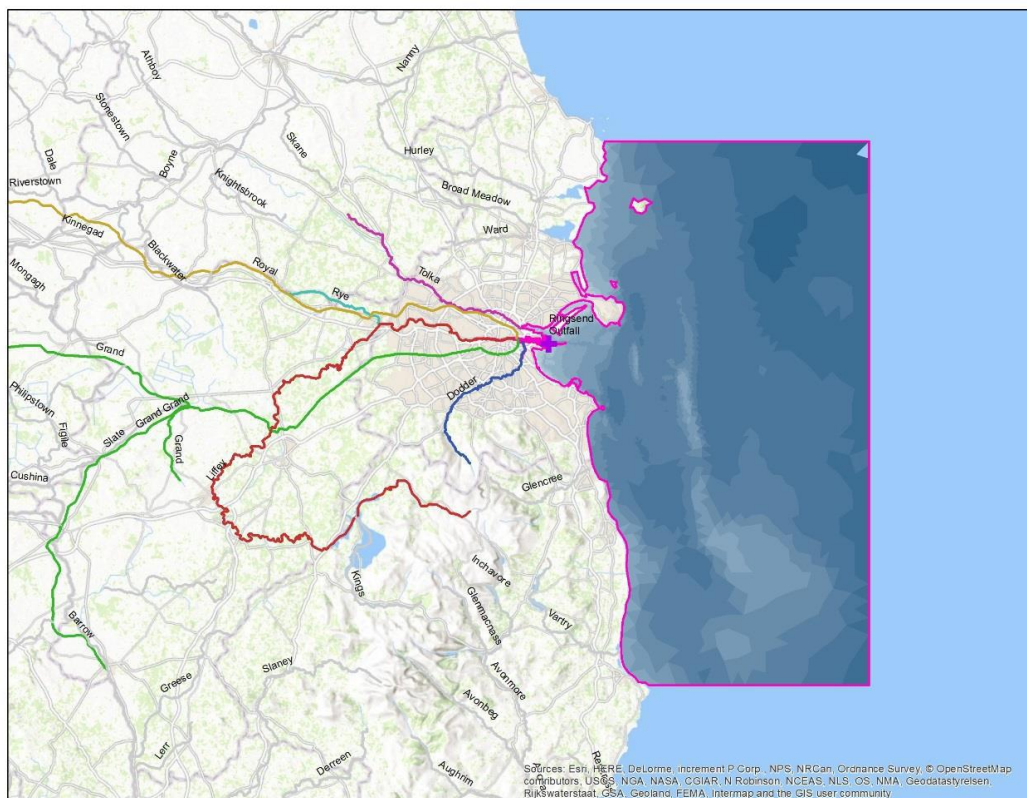 Athboy
Nanny
Stonestown
Skane
Dale
Boyne
Hurley
Riverstown
Knightsbrook
Broad Meadow
Kinnegad
Ward
Blackwater
Mongagh
Royal
Tolka
Rye
Ringsend
Outfall
Grand
Philipstown
Dodder
Grand Grand
Slate
Figile
Grand
Cushina
Liffey
Glencree
Inchavore
Kings
Glenmacnass
Vartry
Barrow
Slaney
Greese
Avonmore
Avonbeg
Lerr
Derreen
Aughrim
Sources: Esri, HERE, DeLorme, increment P Corp., NPS, NRCan, Ordnance Survey, © OpenStreetMap
contributors, USGS, NGA, NASA, CGIAR, N Robinson, NCEAS, NLS, OS, NMA, Geodatastyrelsen,
Rijkswaterstaat, GSA, Geoland, FEMA, Intermap and the GIS user community